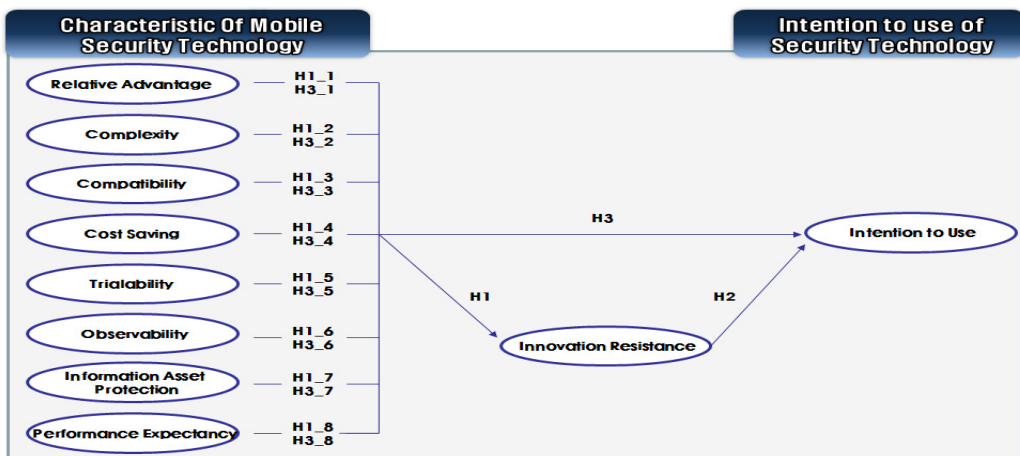 Characteristic Of Mobile
Security Technology
Intention to use of
Security Technology
Relative Advantage
H1_1
H3_1
Complexity
H1_2
H3_2
Compatibility
H1_3
H3_3
Cost Saving
H1_4
H3_4
H3
Intention to Use
Trialability
H1_5
H3_5
H1
H2
Observability
H1_6
H3_6
Innovation Resistance
Information Asset
Protection
H1_7
H3_7
Performance Expectancy
H1_8
H3_8